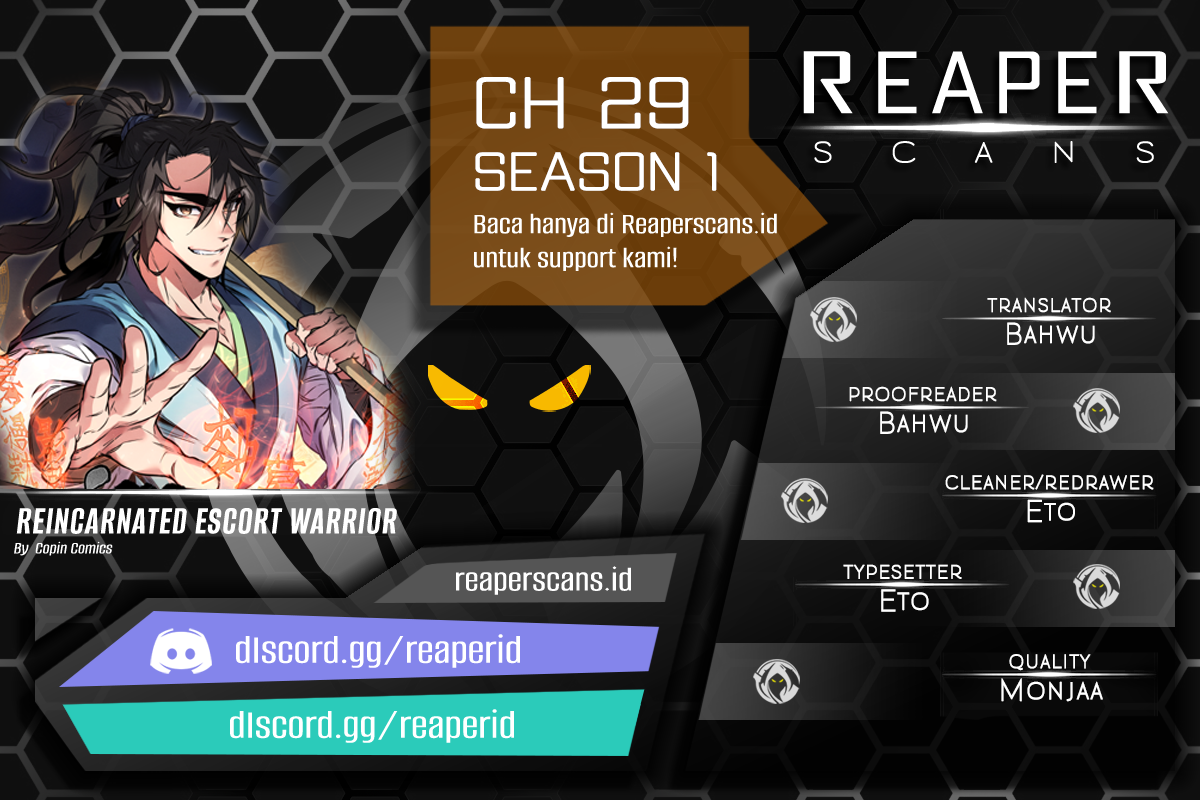 CH 29
SEASON 1
Baca hanya di Reaperscans.id
untuk support kami!
REAPER
SCANS
TRANSLATOR
BAHWU
PROOFREADER
BAHWU
CLEANER/REDRAWER
ETO
TYPESETTER
ETO
QUALITY
MONJAA
REINCARNATED ESCORT WARRIOR
By Copin Comics
reaperscans.id
dIscord.gg/reaperid
dIscord.gg/reaperid